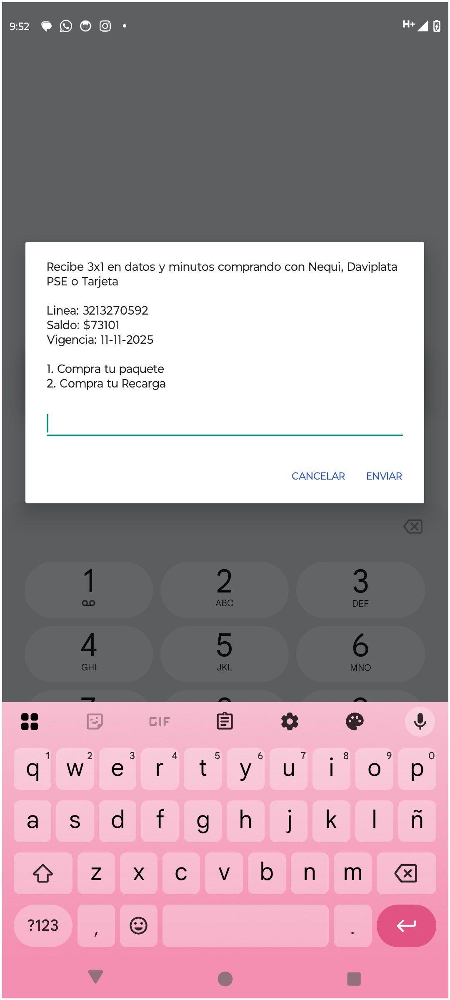 9:52 H+
Recibe 3x1 en datos y minutos comprando con Nequi, Daviplata
PSE o Tarjeta
Linea: 3213270592
Saldo: $73101
Vigencia: 11-11-2025
1. Compra tu paquete
2. Compra tu Recarga
CANCELAR ENVIAR
1 2 3
ABC DEF
4 5 6
GHI JKL MNO
GIF
1 2 3 4 5 6 7 8 9 0
q w e r t y u i o p
a s d f g h j k l ñ
z x c v b n m
?123 , .